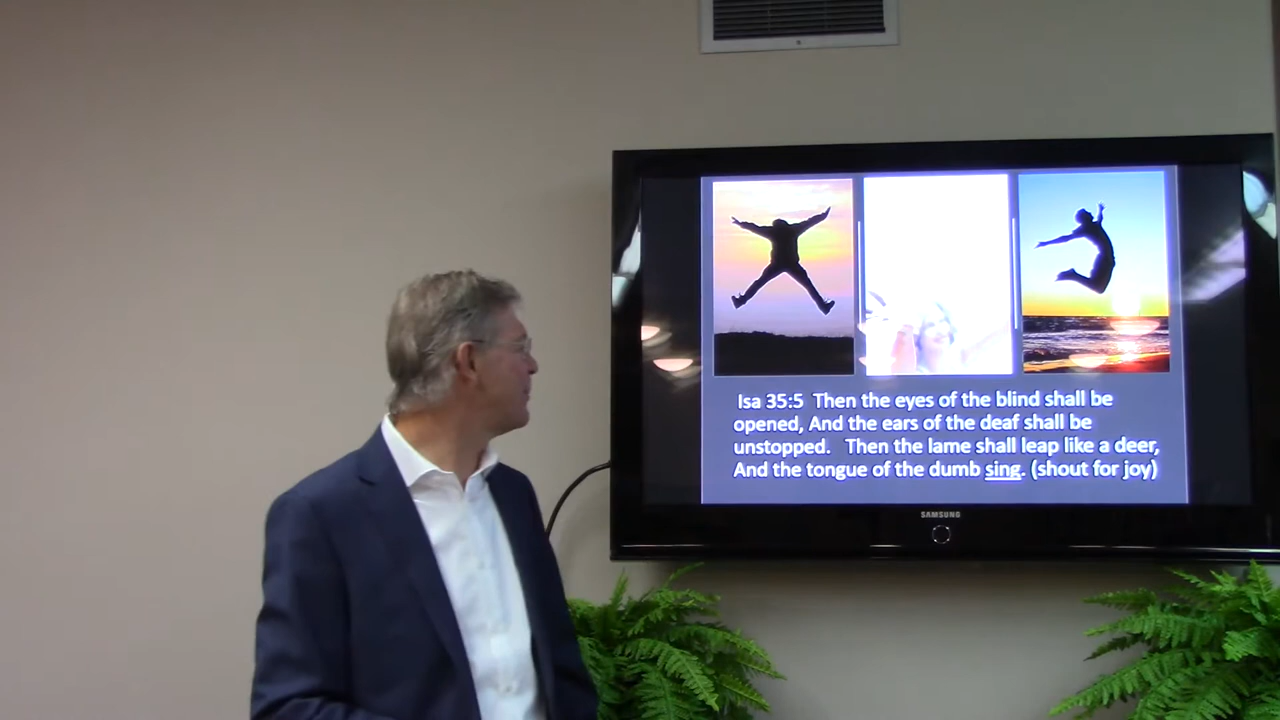 Isa 35:5 Then the eyes of the blind shall be
opened, And the ears of the deaf shall be
unstopped. Then the lame shall leap like a deer,
And the tongue of the dumb sing. (shout for joy)
SAMSUNG